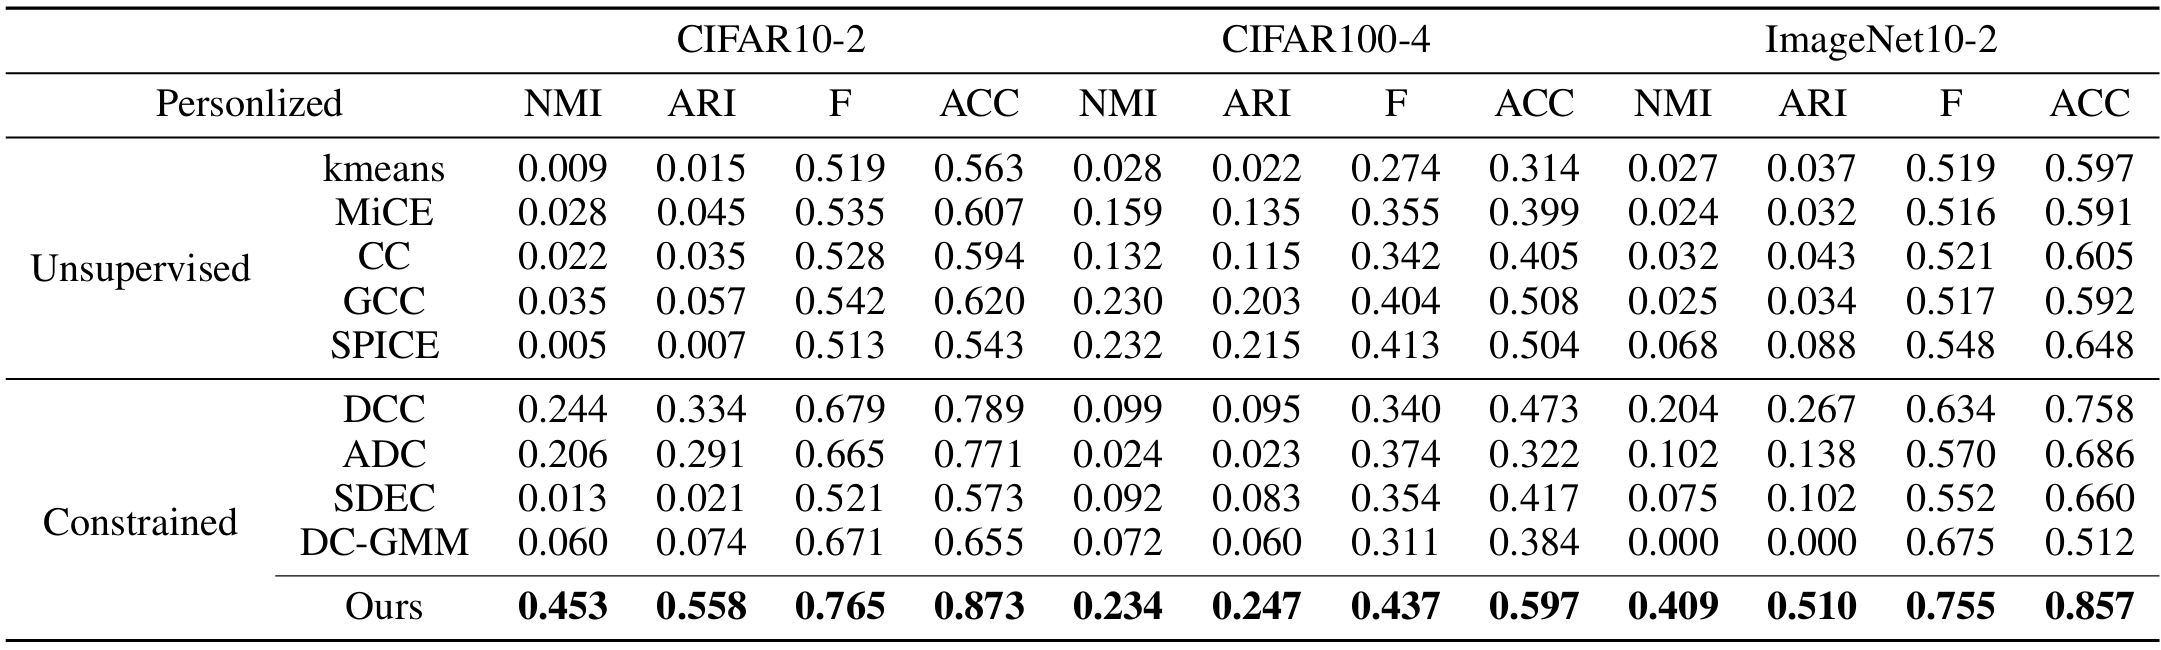 CIFAR10-2 CIFAR100-4 ImageNet10-2
Personlized NMI ARI F ACC NMI ARI F ACC NMI ARI F ACC
kmeans 0.009 0.015 0.519 0.563 0.028 0.022 0.274 0.314 0.027 0.037 0.519 0.597
MiCE 0.028 0.045 0.535 0.607 0.159 0.135 0.355 0.399 0.024 0.032 0.516 0.591
Unsupervised CC 0.022 0.035 0.528 0.594 0.132 0.115 0.342 0.405 0.032 0.043 0.521 0.605
GCC 0.035 0.057 0.542 0.620 0.230 0.203 0.404 0.508 0.025 0.034 0.517 0.592
SPICE 0.005 0.007 0.513 0.543 0.232 0.215 0.413 0.504 0.068 0.088 0.548 0.648
DCC 0.244 0.334 0.679 0.789 0.099 0.095 0.340 0.473 0.204 0.267 0.634 0.758
ADC 0.206 0.291 0.665 0.771 0.024 0.023 0.374 0.322 0.102 0.138 0.570 0.686
Constrained SDEC 0.013 0.021 0.521 0.573 0.092 0.083 0.354 0.417 0.075 0.102 0.552 0.660
DC-GMM 0.060 0.074 0.671 0.655 0.072 0.060 0.311 0.384 0.000 0.000 0.675 0.512
Ours 0.453 0.558 0.765 0.873 0.234 0.247 0.437 0.597 0.409 0.510 0.755 0.857